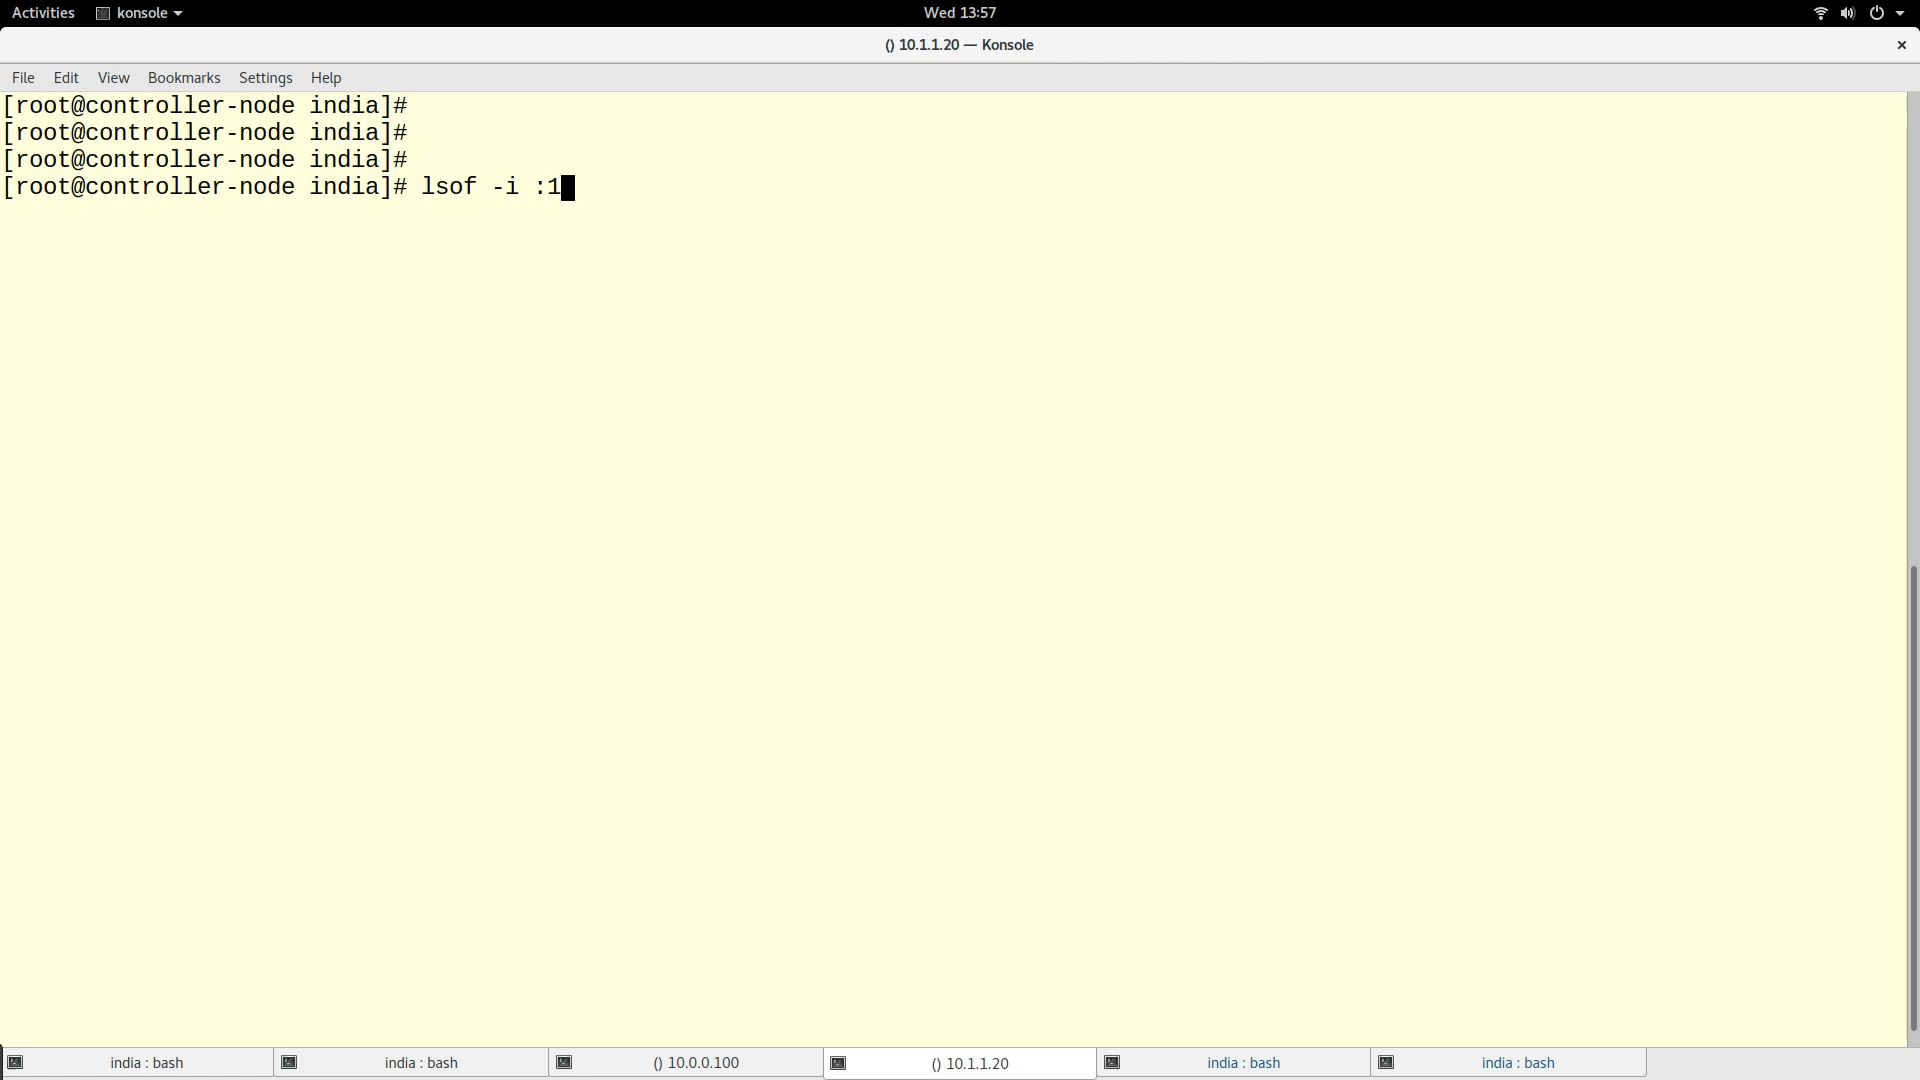 Activities konsole Wed 13:57
() 10.1.1.20 — Konsole
File Edit View Bookmarks Settings Help
[root@controller-node india]#
[root@controller-node india]#
[root@controller-node india]#
[root@controller-node india]# lsof -i :1
india : bash india : bash () 10.0.0.100 () 10.1.1.20 india : bash india : bash